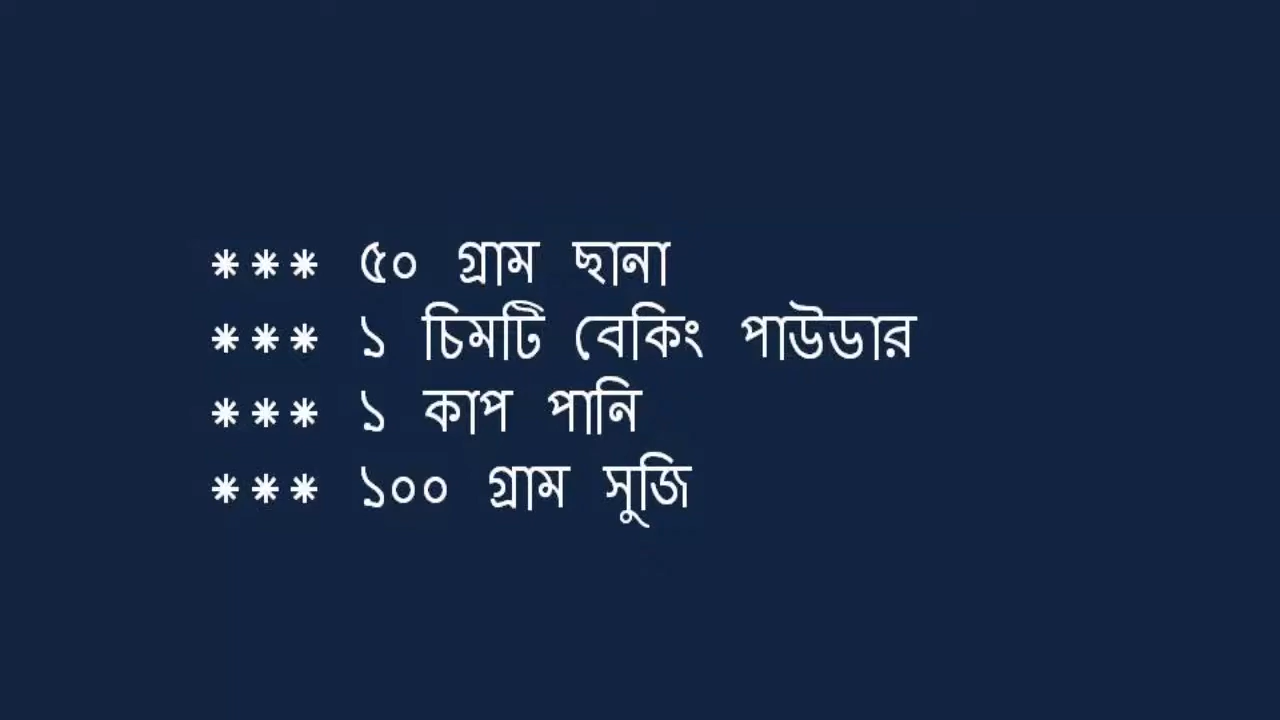 *** ৫০ গ্রাম ছানা
*** ১ চিমটি বেকিং পাউডার
*** ১ কাপ পানি
*** ১০০ গ্রাম সুজি